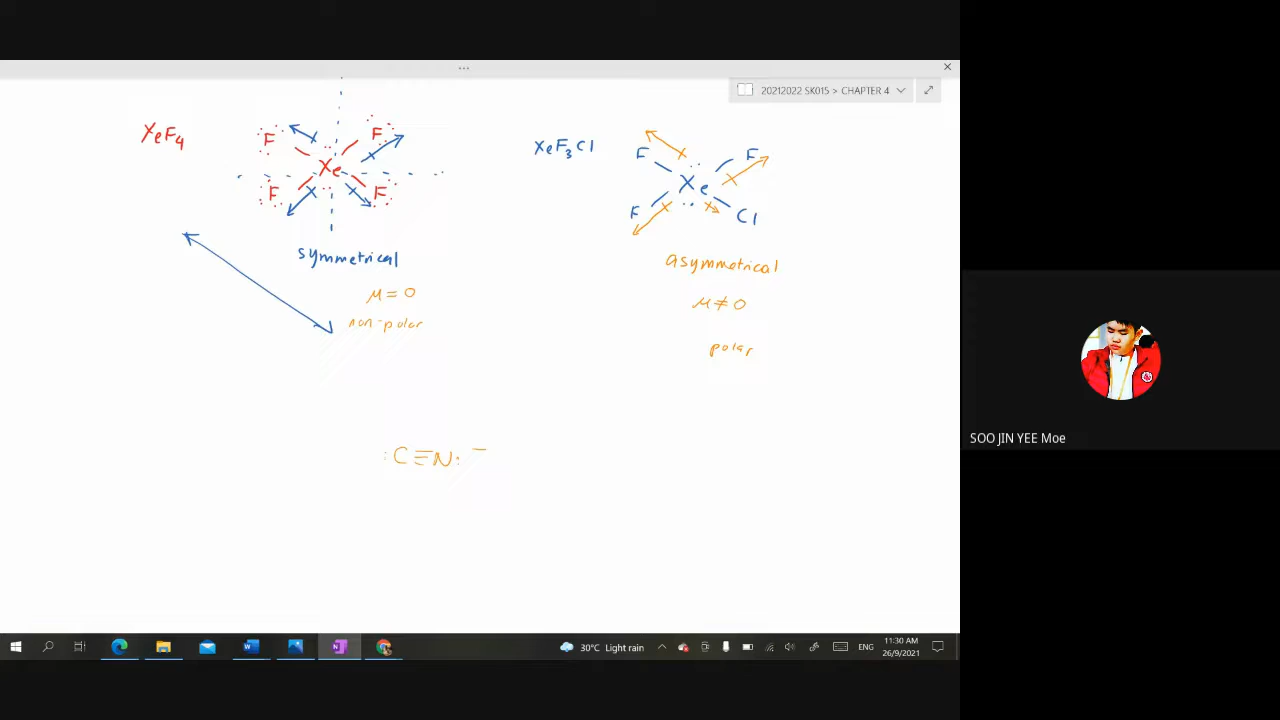 20212022 SK015 > CHAPTER 4
XeF4
F F
Xe
F F
symmetrical
μ = 0
non-polar
XeF3Cl
F F
Xe
F Cl
asymmetrical
μ ≠ 0
polar
:C≡N: −
SOO JIN YEE Moe
30°C Light rain
ENG
11:30 AM
26/9/2021